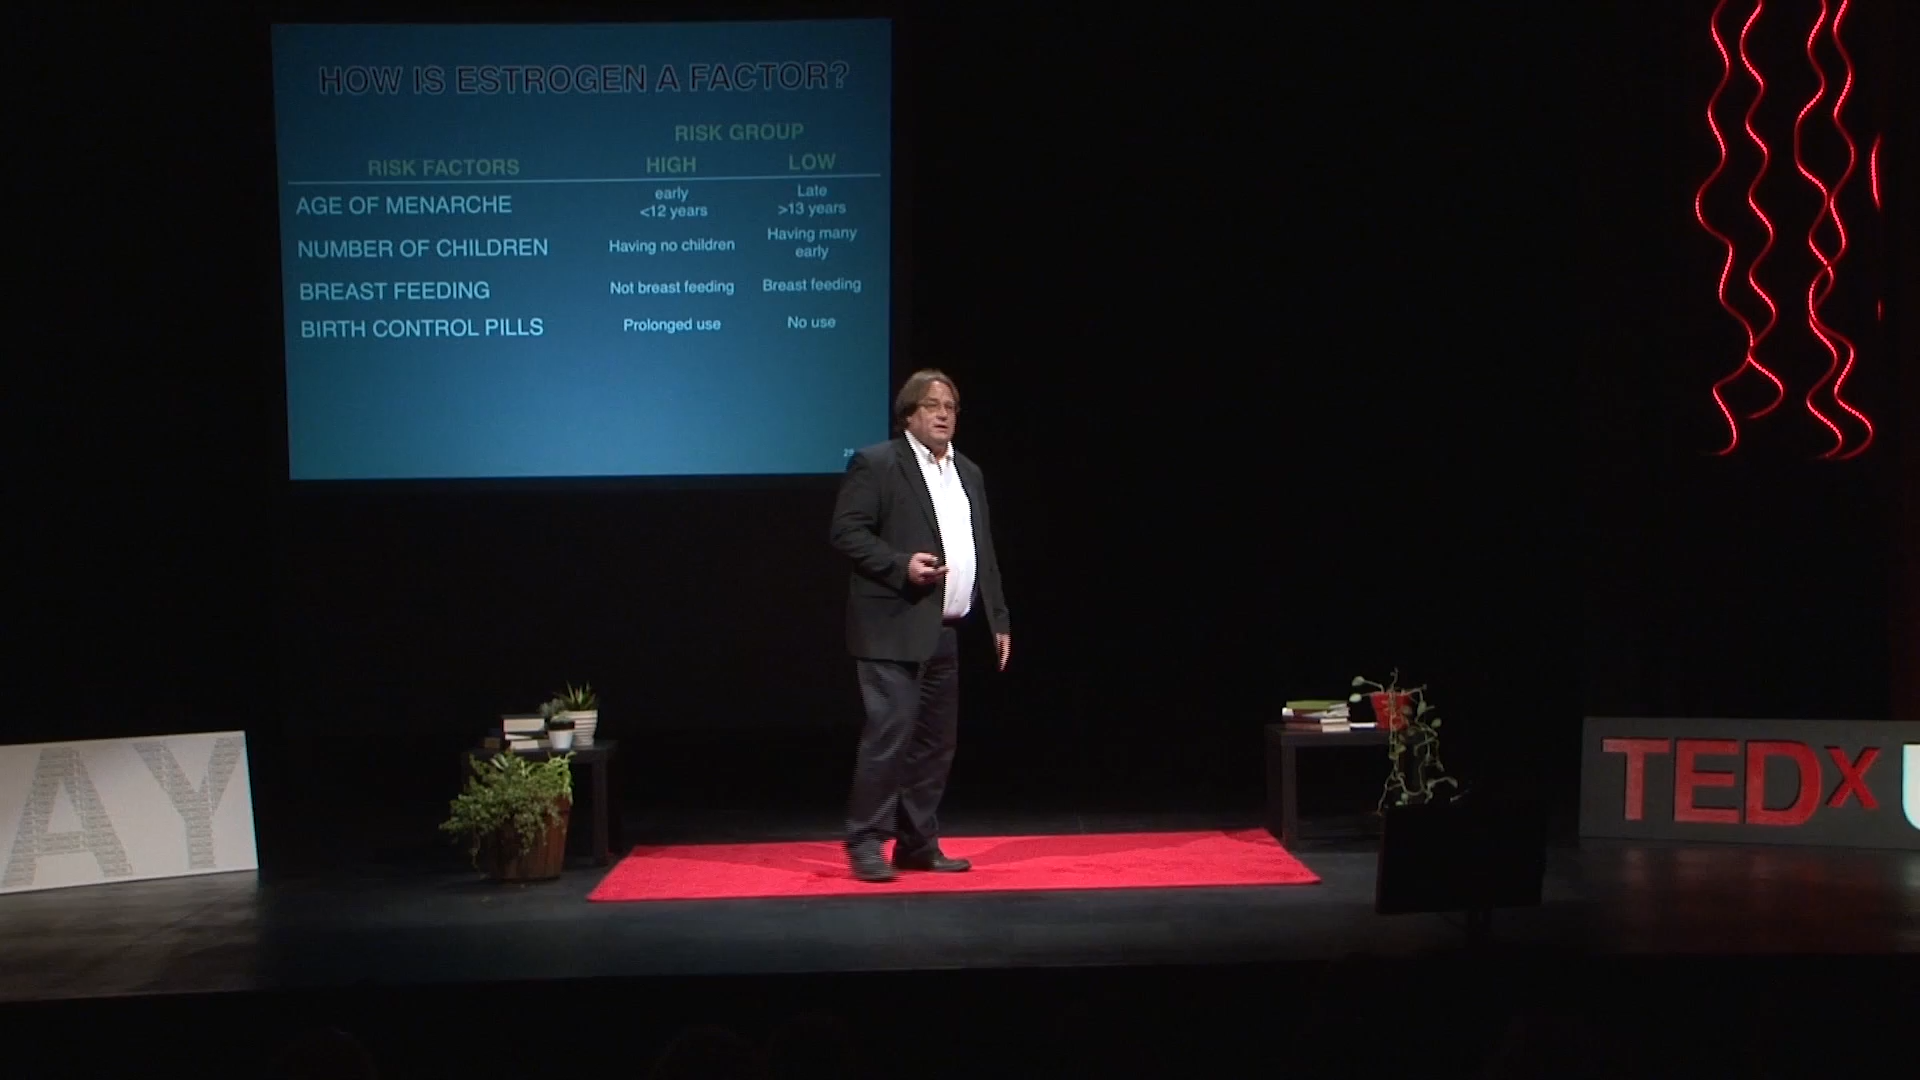 HOW IS ESTROGEN A FACTOR?
RISK GROUP
RISK FACTORS HIGH LOW
AGE OF MENARCHE early <12 years Late >13 years
NUMBER OF CHILDREN Having no children Having many early
BREAST FEEDING Not breast feeding Breast feeding
BIRTH CONTROL PILLS Prolonged use No use
AY
TEDx U